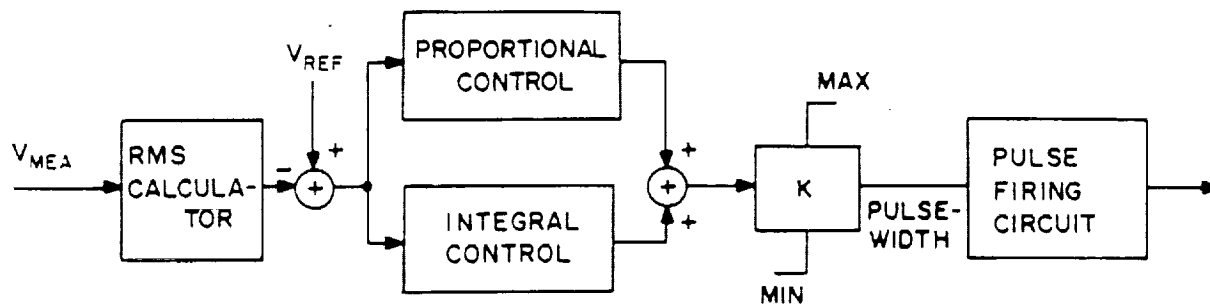 V_MEA
RMS
CALCULA-
TOR
V_REF
+
-
+
PROPORTIONAL
CONTROL
INTEGRAL
CONTROL
+
+
+
MAX
K
MIN
PULSE-
WIDTH
PULSE
FIRING
CIRCUIT